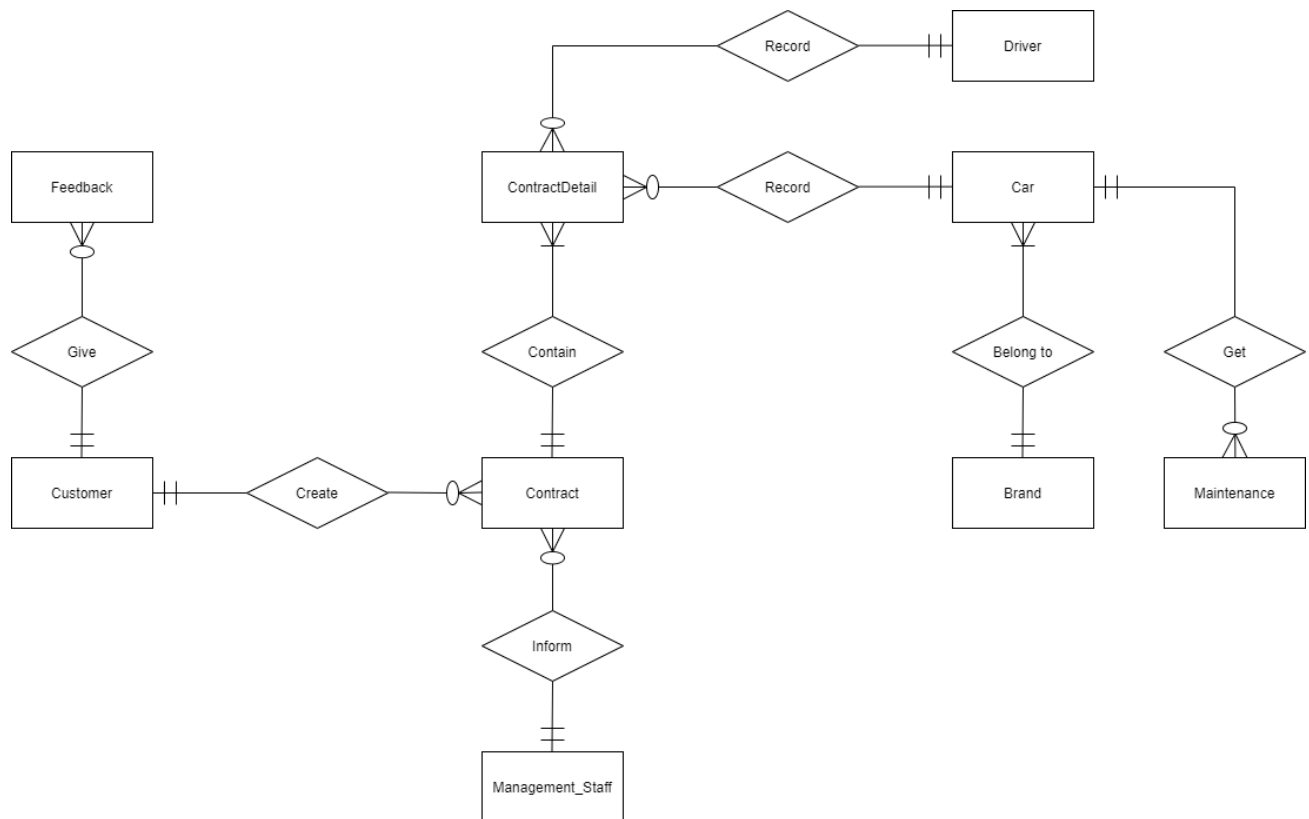 Record
Driver
Feedback
ContractDetail
Record
Car
Give
Contain
Belong to
Get
Customer
Create
Contract
Brand
Maintenance
Inform
Management_Staff